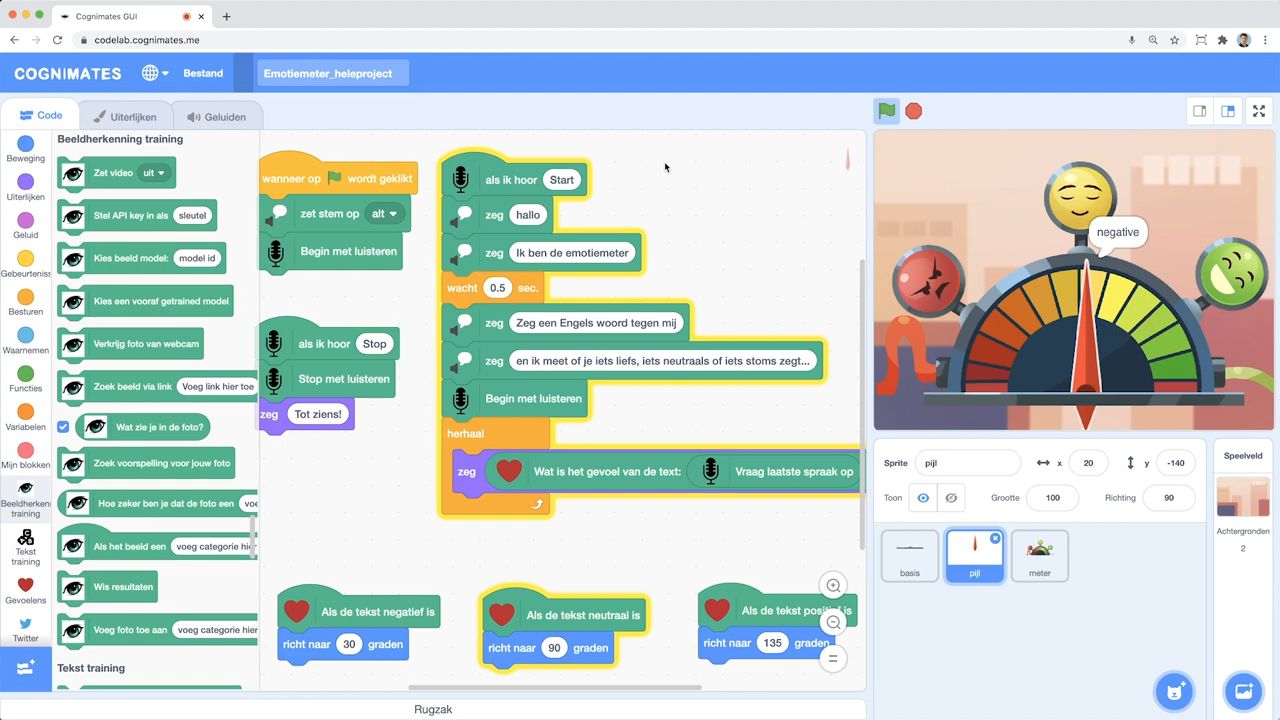 Cognimates GUI
codelab.cognimates.me
COGNIMATES
Bestand
Emotiemeter_heleproject
Code
Uiterlijken
Geluiden
Beweging
Uiterlijken
Geluid
Gebeurteniss
Besturen
Waarnemen
Functies
Variabelen
Mijn blokken
Beeldherkenn
training
Tekst
training
Gevoelens
Twitter
Beeldherkenning training
Zet video uit
Stel API key in als sleutel
Kies beeld model: model id
Kies een vooraf getrained model
Verkrijg foto van webcam
Zoek beeld via link Voeg link hier toe
Wat zie je in de foto?
Zoek voorspelling voor jouw foto
Hoe zeker ben je dat de foto een voe
Als het beeld een voeg categorie hier
Wis resultaten
Voeg foto toe aan voeg categorie hier
Tekst training
wanneer op wordt geklikt
zet stem op alt
Begin met luisteren
als ik hoor Stop
Stop met luisteren
zeg Tot ziens!
als ik hoor Start
zeg hallo
zeg Ik ben de emotiemeter
wacht 0.5 sec.
zeg Zeg een Engels woord tegen mij
zeg en ik meet of je iets liefs, iets neutraals of iets stoms zegt...
Begin met luisteren
herhaal
zeg Wat is het gevoel van de text: Vraag laatste spraak op
Als de tekst negatief is
richt naar 30 graden
Als de tekst neutraal is
richt naar 90 graden
Als de tekst positief is
richt naar 135 graden
Rugzak
negative
Sprite pijl x 20 y -140
Toon Grootte 100 Richting 90
basis
pijl
meter
Speelveld
Achtergronden
2